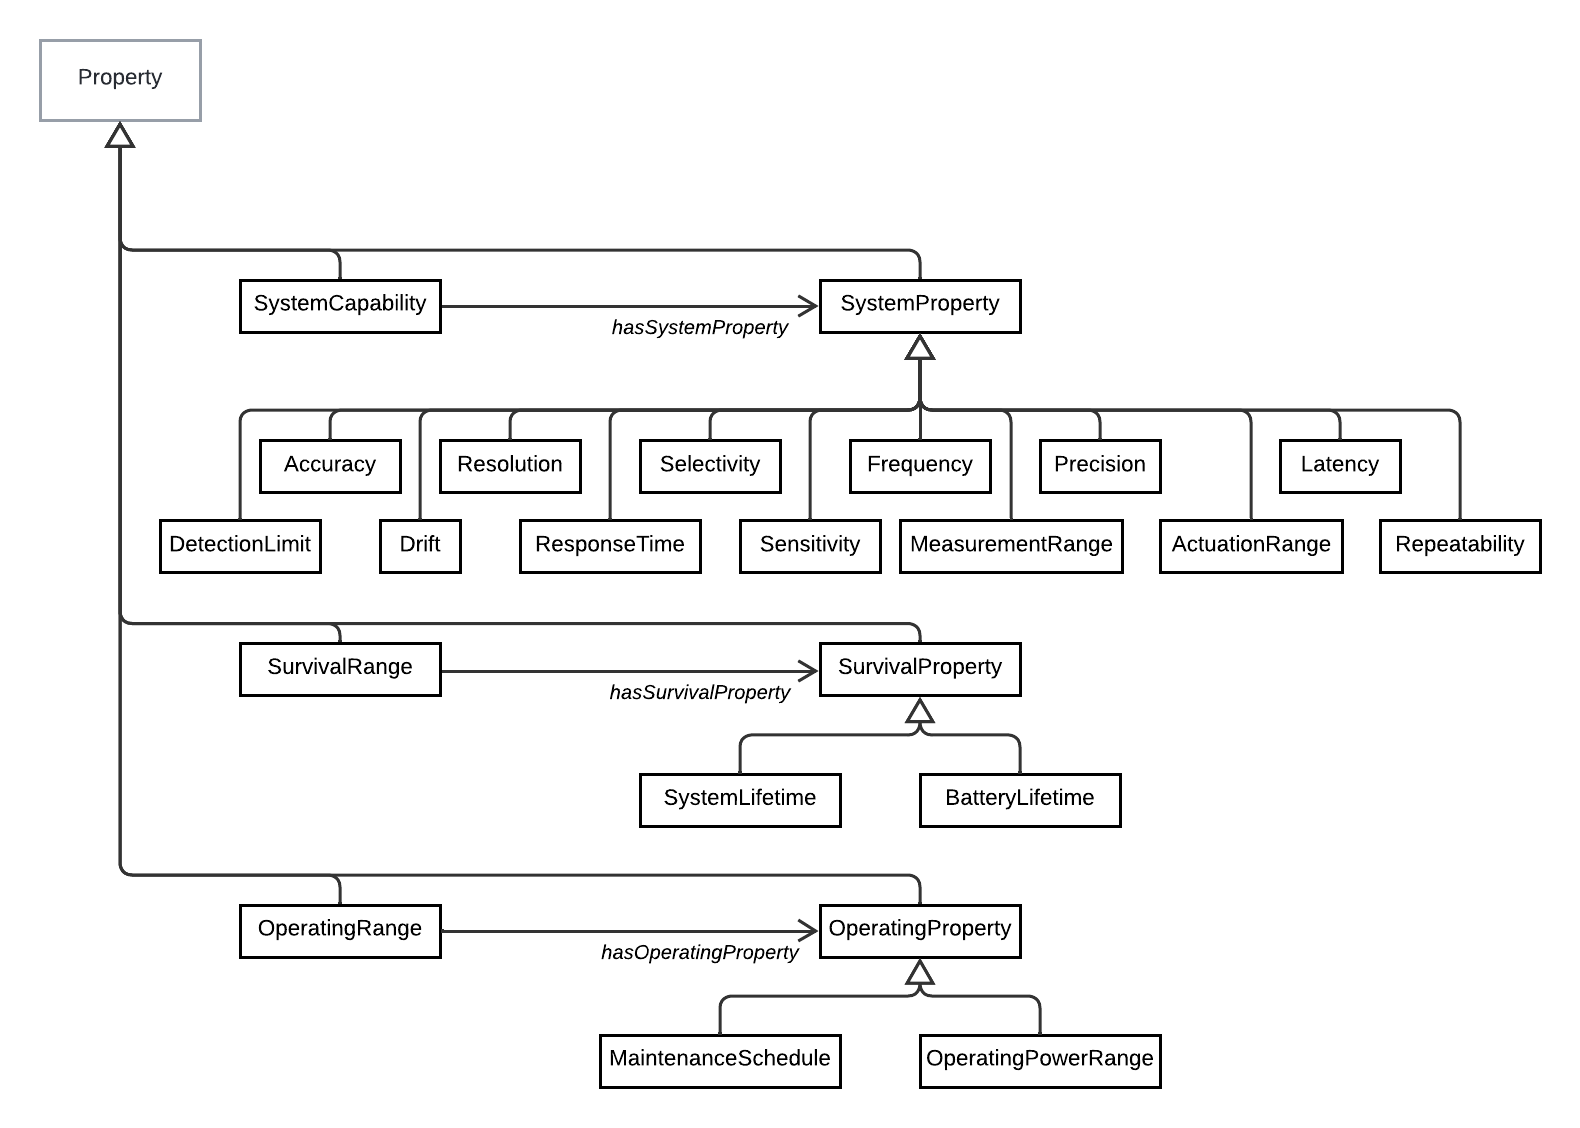 Property
SystemCapability
SystemProperty
hasSystemProperty
Accuracy
Resolution
Selectivity
Frequency
Precision
Latency
DetectionLimit
Drift
ResponseTime
Sensitivity
MeasurementRange
ActuationRange
Repeatability
SurvivalRange
SurvivalProperty
hasSurvivalProperty
SystemLifetime
BatteryLifetime
OperatingRange
OperatingProperty
hasOperatingProperty
MaintenanceSchedule
OperatingPowerRange